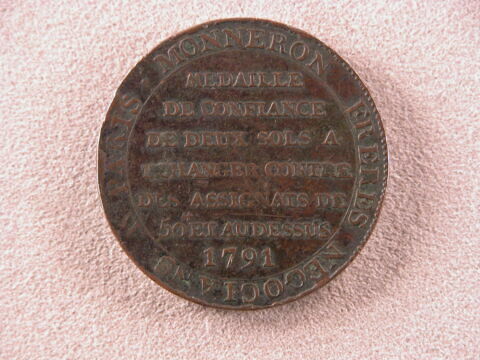 MONNERON FRERES NEGOCIANS A PARIS
MEDAILLE
DE CONFIANCE
DE DEUX SOLS A
ECHANGER CONTRE
DES ASSIGNATS DE
50 ET AUDESSUS
1791